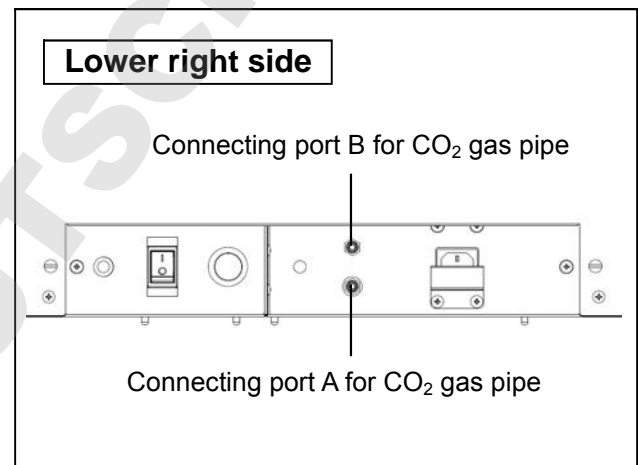 Lower right side
Connecting port B for CO₂ gas pipe
Connecting port A for CO₂ gas pipe